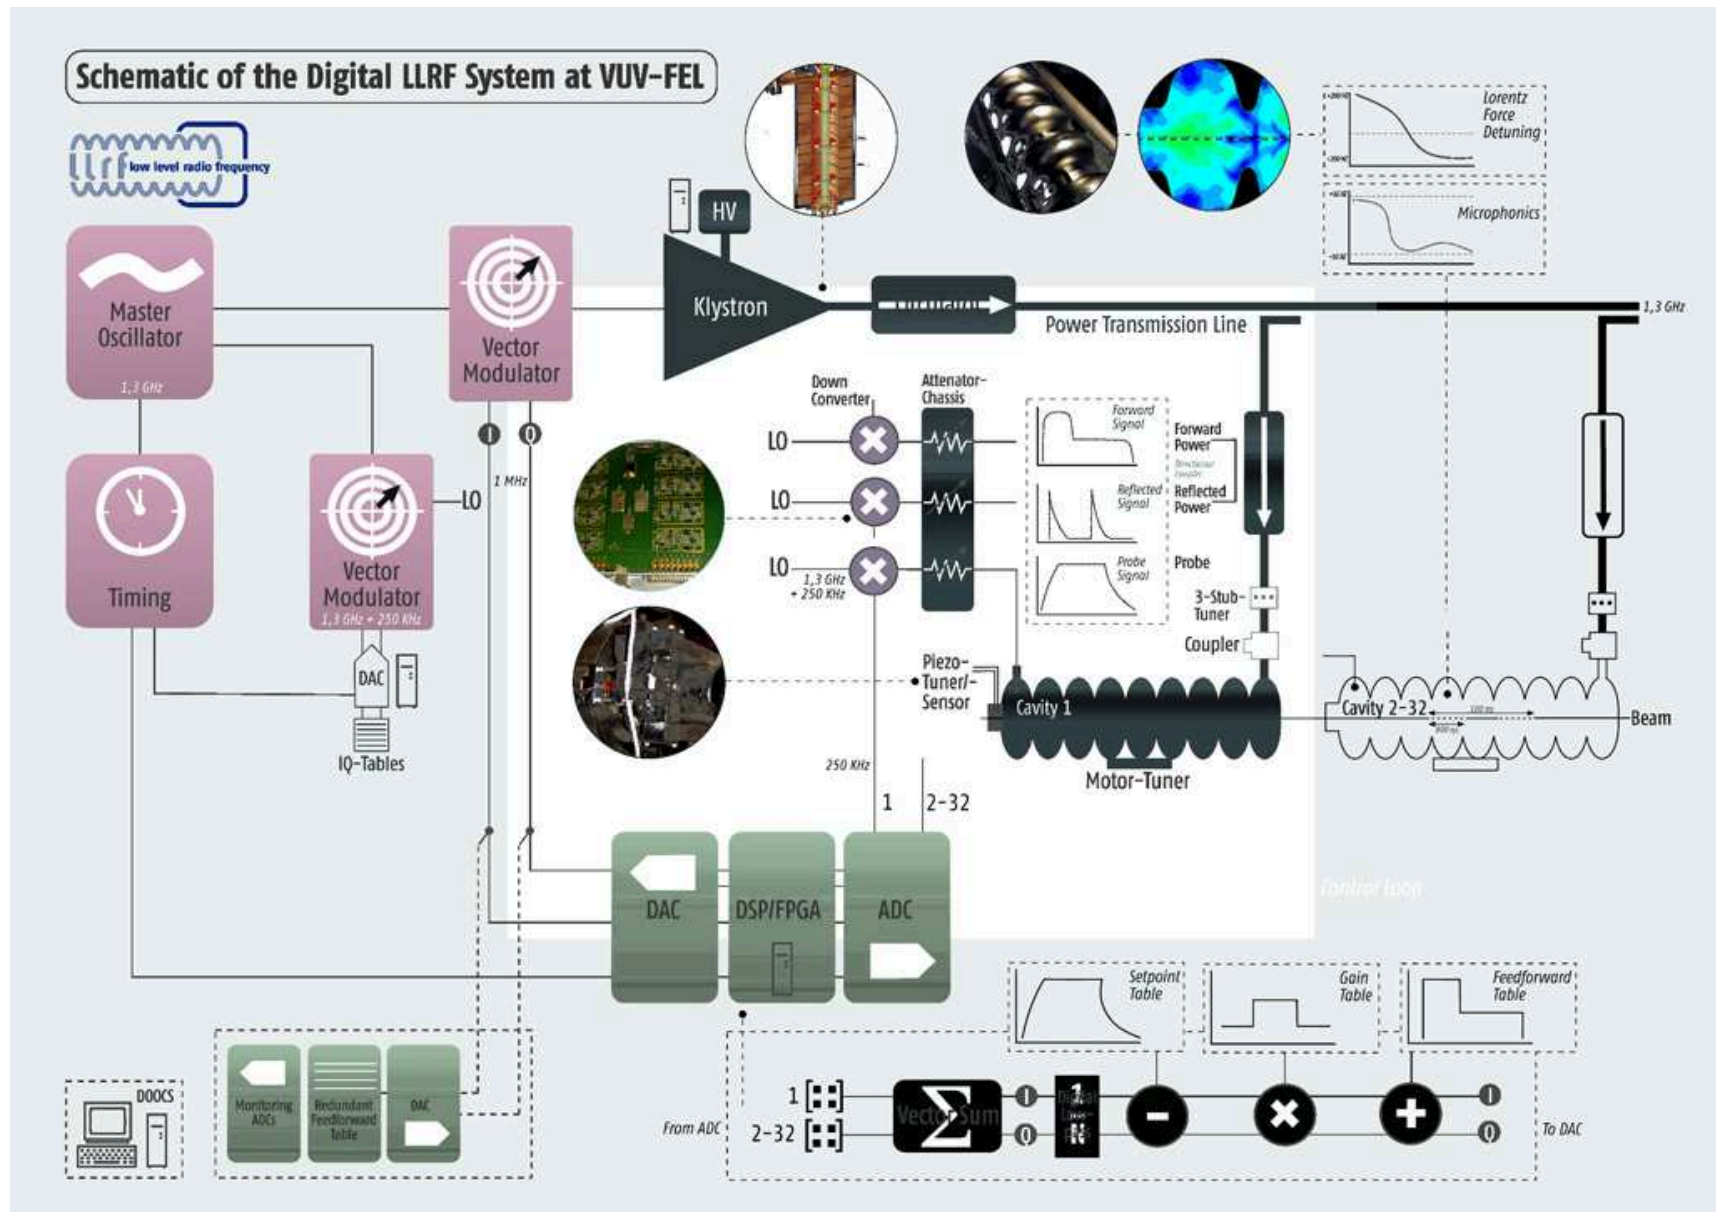 Schematic of the Digital LLRF System at VUV-FEL
llrf low level radio frequency
Lorentz
Force
Detuning
Microphonics
HV
Master
Oscillator
1,3 GHz
Vector
Modulator
Klystron
Power Transmission Line
1,3 GHz
I
Q
1 MHz
Down
Converter
Attenator-
Chassis
LO
LO
LO
1,3 GHz
+ 250 KHz
Forward
Signal
Reflected
Signal
Probe
Signal
Forward
Power
Reflected
Power
Probe
3-Stub-
Tuner
Coupler
Timing
Vector
Modulator
1,3 GHz + 250 KHz
LO
DAC
IQ-Tables
Piezo-
Tuner/-
Sensor
Cavity 1
Motor-Tuner
Cavity 2-32
Beam
250 KHz
1
2-32
DAC
DSP/FPGA
ADC
Control Loop
Setpoint
Table
Gain
Table
Feedforward
Table
DOOCS
Monitoring
ADCs
Redundant
Feedforward
Table
DAC
From ADC
1
2-32
Vector Sum
Σ
I
Q
I
Q
To DAC